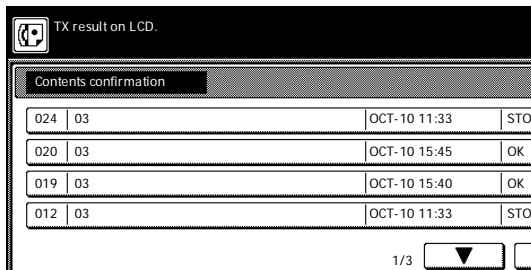 TX result on LCD.
Contents confirmation
024 03 OCT-10 11:33 STO
020 03 OCT-10 15:45 OK
019 03 OCT-10 15:40 OK
012 03 OCT-10 11:33 STO
1/3